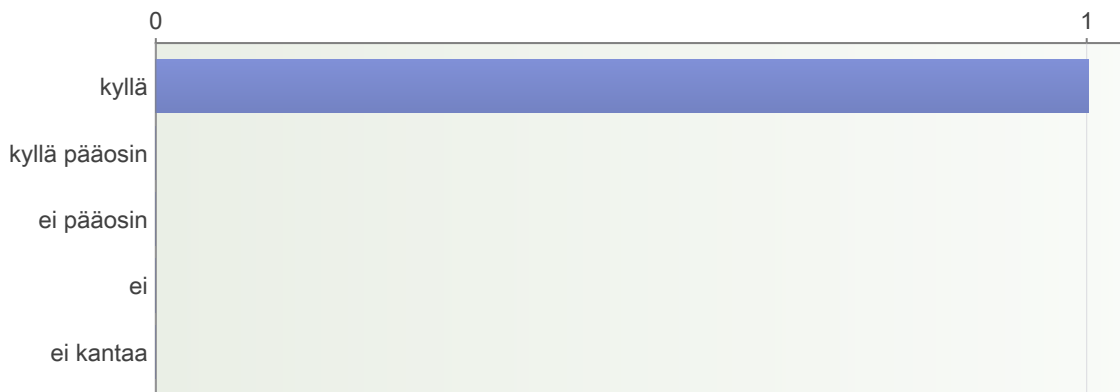 0 1
kyllä
kyllä pääosin
ei pääosin
ei
ei kantaa